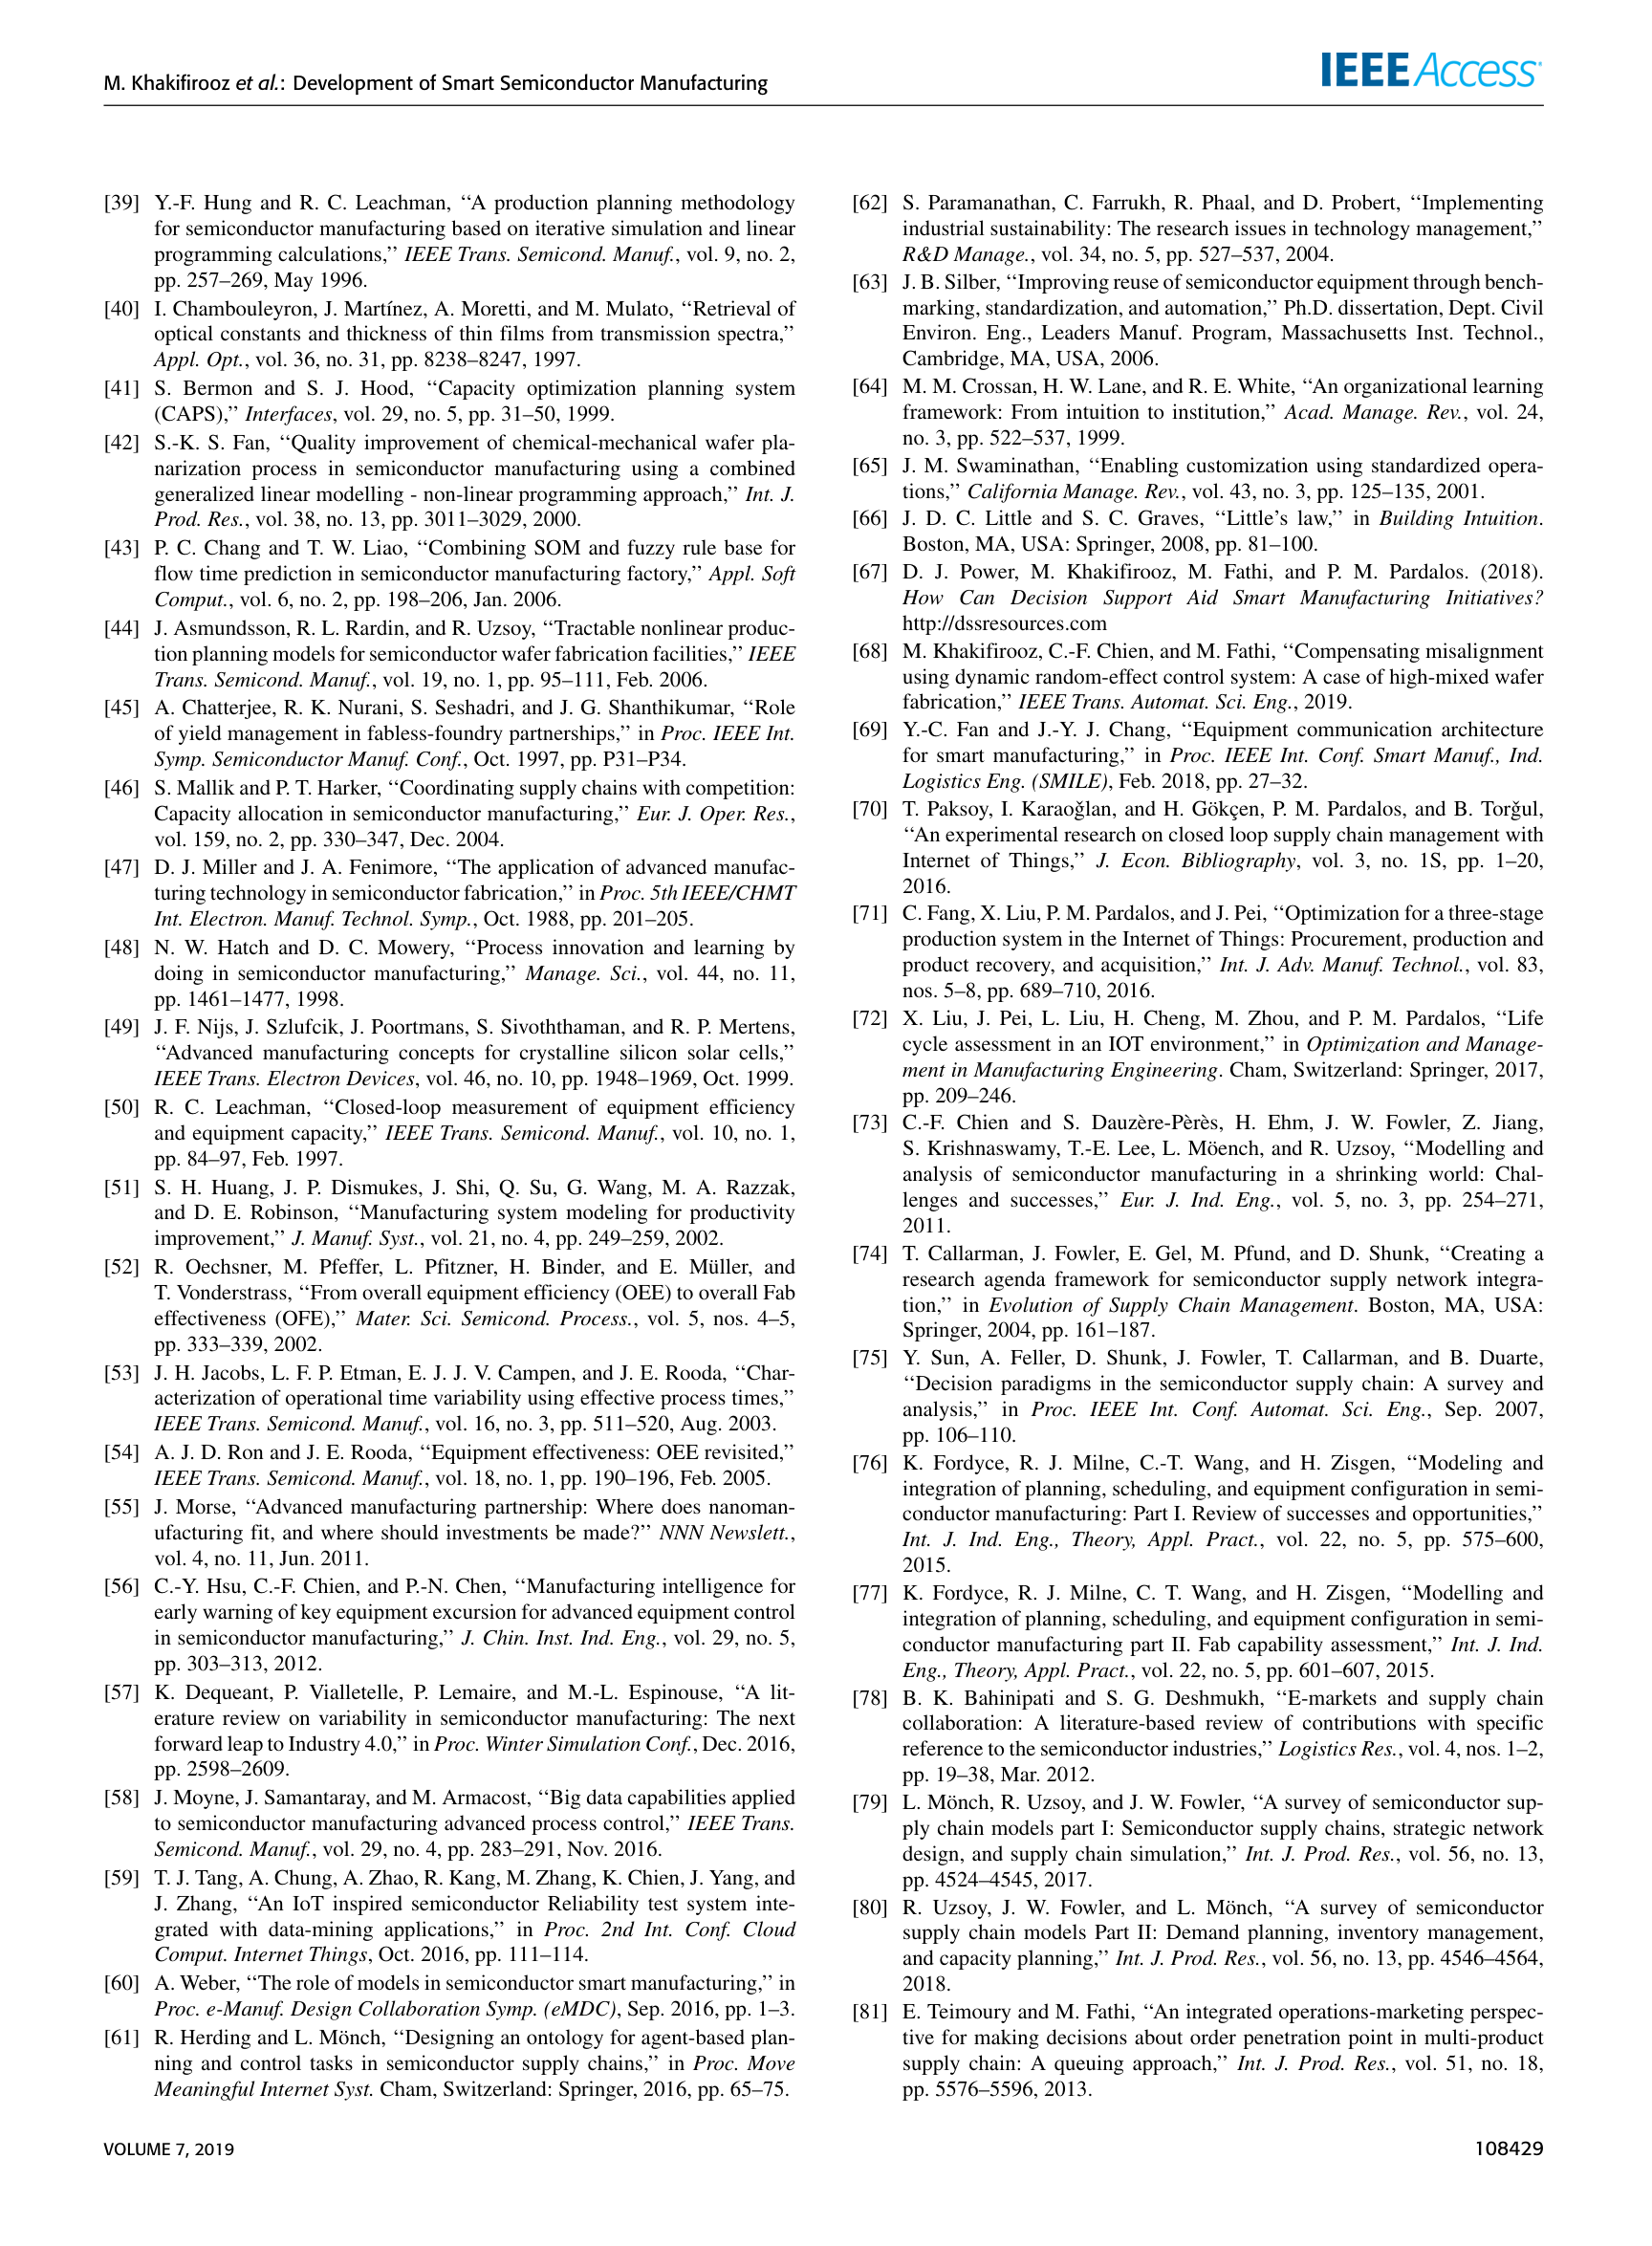 M. Khakifirooz et al.: Development of Smart Semiconductor Manufacturing
IEEE Access
[39] Y.-F. Hung and R. C. Leachman, ‘‘A production planning methodology
for semiconductor manufacturing based on iterative simulation and linear
programming calculations,’’ IEEE Trans. Semicond. Manuf., vol. 9, no. 2,
pp. 257–269, May 1996.
[40] I. Chambouleyron, J. Martínez, A. Moretti, and M. Mulato, ‘‘Retrieval of
optical constants and thickness of thin films from transmission spectra,’’
Appl. Opt., vol. 36, no. 31, pp. 8238–8247, 1997.
[41] S. Bermon and S. J. Hood, ‘‘Capacity optimization planning system
(CAPS),’’ Interfaces, vol. 29, no. 5, pp. 31–50, 1999.
[42] S.-K. S. Fan, ‘‘Quality improvement of chemical-mechanical wafer pla-
narization process in semiconductor manufacturing using a combined
generalized linear modelling - non-linear programming approach,’’ Int. J.
Prod. Res., vol. 38, no. 13, pp. 3011–3029, 2000.
[43] P. C. Chang and T. W. Liao, ‘‘Combining SOM and fuzzy rule base for
flow time prediction in semiconductor manufacturing factory,’’ Appl. Soft
Comput., vol. 6, no. 2, pp. 198–206, Jan. 2006.
[44] J. Asmundsson, R. L. Rardin, and R. Uzsoy, ‘‘Tractable nonlinear produc-
tion planning models for semiconductor wafer fabrication facilities,’’ IEEE
Trans. Semicond. Manuf., vol. 19, no. 1, pp. 95–111, Feb. 2006.
[45] A. Chatterjee, R. K. Nurani, S. Seshadri, and J. G. Shanthikumar, ‘‘Role
of yield management in fabless-foundry partnerships,’’ in Proc. IEEE Int.
Symp. Semiconductor Manuf. Conf., Oct. 1997, pp. P31–P34.
[46] S. Mallik and P. T. Harker, ‘‘Coordinating supply chains with competition:
Capacity allocation in semiconductor manufacturing,’’ Eur. J. Oper. Res.,
vol. 159, no. 2, pp. 330–347, Dec. 2004.
[47] D. J. Miller and J. A. Fenimore, ‘‘The application of advanced manufac-
turing technology in semiconductor fabrication,’’ in Proc. 5th IEEE/CHMT
Int. Electron. Manuf. Technol. Symp., Oct. 1988, pp. 201–205.
[48] N. W. Hatch and D. C. Mowery, ‘‘Process innovation and learning by
doing in semiconductor manufacturing,’’ Manage. Sci., vol. 44, no. 11,
pp. 1461–1477, 1998.
[49] J. F. Nijs, J. Szlufcik, J. Poortmans, S. Sivoththaman, and R. P. Mertens,
‘‘Advanced manufacturing concepts for crystalline silicon solar cells,’’
IEEE Trans. Electron Devices, vol. 46, no. 10, pp. 1948–1969, Oct. 1999.
[50] R. C. Leachman, ‘‘Closed-loop measurement of equipment efficiency
and equipment capacity,’’ IEEE Trans. Semicond. Manuf., vol. 10, no. 1,
pp. 84–97, Feb. 1997.
[51] S. H. Huang, J. P. Dismukes, J. Shi, Q. Su, G. Wang, M. A. Razzak,
and D. E. Robinson, ‘‘Manufacturing system modeling for productivity
improvement,’’ J. Manuf. Syst., vol. 21, no. 4, pp. 249–259, 2002.
[52] R. Oechsner, M. Pfeffer, L. Pfitzner, H. Binder, and E. Müller, and
T. Vonderstrass, ‘‘From overall equipment efficiency (OEE) to overall Fab
effectiveness (OFE),’’ Mater. Sci. Semicond. Process., vol. 5, nos. 4–5,
pp. 333–339, 2002.
[53] J. H. Jacobs, L. F. P. Etman, E. J. J. V. Campen, and J. E. Rooda, ‘‘Char-
acterization of operational time variability using effective process times,’’
IEEE Trans. Semicond. Manuf., vol. 16, no. 3, pp. 511–520, Aug. 2003.
[54] A. J. D. Ron and J. E. Rooda, ‘‘Equipment effectiveness: OEE revisited,’’
IEEE Trans. Semicond. Manuf., vol. 18, no. 1, pp. 190–196, Feb. 2005.
[55] J. Morse, ‘‘Advanced manufacturing partnership: Where does nanoman-
ufacturing fit, and where should investments be made?’’ NNN Newslett.,
vol. 4, no. 11, Jun. 2011.
[56] C.-Y. Hsu, C.-F. Chien, and P.-N. Chen, ‘‘Manufacturing intelligence for
early warning of key equipment excursion for advanced equipment control
in semiconductor manufacturing,’’ J. Chin. Inst. Ind. Eng., vol. 29, no. 5,
pp. 303–313, 2012.
[57] K. Dequeant, P. Vialletelle, P. Lemaire, and M.-L. Espinouse, ‘‘A lit-
erature review on variability in semiconductor manufacturing: The next
forward leap to Industry 4.0,’’ in Proc. Winter Simulation Conf., Dec. 2016,
pp. 2598–2609.
[58] J. Moyne, J. Samantaray, and M. Armacost, ‘‘Big data capabilities applied
to semiconductor manufacturing advanced process control,’’ IEEE Trans.
Semicond. Manuf., vol. 29, no. 4, pp. 283–291, Nov. 2016.
[59] T. J. Tang, A. Chung, A. Zhao, R. Kang, M. Zhang, K. Chien, J. Yang, and
J. Zhang, ‘‘An IoT inspired semiconductor Reliability test system inte-
grated with data-mining applications,’’ in Proc. 2nd Int. Conf. Cloud
Comput. Internet Things, Oct. 2016, pp. 111–114.
[60] A. Weber, ‘‘The role of models in semiconductor smart manufacturing,’’ in
Proc. e-Manuf. Design Collaboration Symp. (eMDC), Sep. 2016, pp. 1–3.
[61] R. Herding and L. Mönch, ‘‘Designing an ontology for agent-based plan-
ning and control tasks in semiconductor supply chains,’’ in Proc. Move
Meaningful Internet Syst. Cham, Switzerland: Springer, 2016, pp. 65–75.
[62] S. Paramanathan, C. Farrukh, R. Phaal, and D. Probert, ‘‘Implementing
industrial sustainability: The research issues in technology management,’’
R&D Manage., vol. 34, no. 5, pp. 527–537, 2004.
[63] J. B. Silber, ‘‘Improving reuse of semiconductor equipment through bench-
marking, standardization, and automation,’’ Ph.D. dissertation, Dept. Civil
Environ. Eng., Leaders Manuf. Program, Massachusetts Inst. Technol.,
Cambridge, MA, USA, 2006.
[64] M. M. Crossan, H. W. Lane, and R. E. White, ‘‘An organizational learning
framework: From intuition to institution,’’ Acad. Manage. Rev., vol. 24,
no. 3, pp. 522–537, 1999.
[65] J. M. Swaminathan, ‘‘Enabling customization using standardized opera-
tions,’’ California Manage. Rev., vol. 43, no. 3, pp. 125–135, 2001.
[66] J. D. C. Little and S. C. Graves, ‘‘Little’s law,’’ in Building Intuition.
Boston, MA, USA: Springer, 2008, pp. 81–100.
[67] D. J. Power, M. Khakifirooz, M. Fathi, and P. M. Pardalos. (2018).
How Can Decision Support Aid Smart Manufacturing Initiatives?
http://dssresources.com
[68] M. Khakifirooz, C.-F. Chien, and M. Fathi, ‘‘Compensating misalignment
using dynamic random-effect control system: A case of high-mixed wafer
fabrication,’’ IEEE Trans. Automat. Sci. Eng., 2019.
[69] Y.-C. Fan and J.-Y. J. Chang, ‘‘Equipment communication architecture
for smart manufacturing,’’ in Proc. IEEE Int. Conf. Smart Manuf., Ind.
Logistics Eng. (SMILE), Feb. 2018, pp. 27–32.
[70] T. Paksoy, I. Karaoğlan, and H. Gökçen, P. M. Pardalos, and B. Torğul,
‘‘An experimental research on closed loop supply chain management with
Internet of Things,’’ J. Econ. Bibliography, vol. 3, no. 1S, pp. 1–20,
2016.
[71] C. Fang, X. Liu, P. M. Pardalos, and J. Pei, ‘‘Optimization for a three-stage
production system in the Internet of Things: Procurement, production and
product recovery, and acquisition,’’ Int. J. Adv. Manuf. Technol., vol. 83,
nos. 5–8, pp. 689–710, 2016.
[72] X. Liu, J. Pei, L. Liu, H. Cheng, M. Zhou, and P. M. Pardalos, ‘‘Life
cycle assessment in an IOT environment,’’ in Optimization and Manage-
ment in Manufacturing Engineering. Cham, Switzerland: Springer, 2017,
pp. 209–246.
[73] C.-F. Chien and S. Dauzère-Pèrès, H. Ehm, J. W. Fowler, Z. Jiang,
S. Krishnaswamy, T.-E. Lee, L. Möench, and R. Uzsoy, ‘‘Modelling and
analysis of semiconductor manufacturing in a shrinking world: Chal-
lenges and successes,’’ Eur. J. Ind. Eng., vol. 5, no. 3, pp. 254–271,
2011.
[74] T. Callarman, J. Fowler, E. Gel, M. Pfund, and D. Shunk, ‘‘Creating a
research agenda framework for semiconductor supply network integra-
tion,’’ in Evolution of Supply Chain Management. Boston, MA, USA:
Springer, 2004, pp. 161–187.
[75] Y. Sun, A. Feller, D. Shunk, J. Fowler, T. Callarman, and B. Duarte,
‘‘Decision paradigms in the semiconductor supply chain: A survey and
analysis,’’ in Proc. IEEE Int. Conf. Automat. Sci. Eng., Sep. 2007,
pp. 106–110.
[76] K. Fordyce, R. J. Milne, C.-T. Wang, and H. Zisgen, ‘‘Modeling and
integration of planning, scheduling, and equipment configuration in semi-
conductor manufacturing: Part I. Review of successes and opportunities,’’
Int. J. Ind. Eng., Theory, Appl. Pract., vol. 22, no. 5, pp. 575–600,
2015.
[77] K. Fordyce, R. J. Milne, C. T. Wang, and H. Zisgen, ‘‘Modelling and
integration of planning, scheduling, and equipment configuration in semi-
conductor manufacturing part II. Fab capability assessment,’’ Int. J. Ind.
Eng., Theory, Appl. Pract., vol. 22, no. 5, pp. 601–607, 2015.
[78] B. K. Bahinipati and S. G. Deshmukh, ‘‘E-markets and supply chain
collaboration: A literature-based review of contributions with specific
reference to the semiconductor industries,’’ Logistics Res., vol. 4, nos. 1–2,
pp. 19–38, Mar. 2012.
[79] L. Mönch, R. Uzsoy, and J. W. Fowler, ‘‘A survey of semiconductor sup-
ply chain models part I: Semiconductor supply chains, strategic network
design, and supply chain simulation,’’ Int. J. Prod. Res., vol. 56, no. 13,
pp. 4524–4545, 2017.
[80] R. Uzsoy, J. W. Fowler, and L. Mönch, ‘‘A survey of semiconductor
supply chain models Part II: Demand planning, inventory management,
and capacity planning,’’ Int. J. Prod. Res., vol. 56, no. 13, pp. 4546–4564,
2018.
[81] E. Teimoury and M. Fathi, ‘‘An integrated operations-marketing perspec-
tive for making decisions about order penetration point in multi-product
supply chain: A queuing approach,’’ Int. J. Prod. Res., vol. 51, no. 18,
pp. 5576–5596, 2013.
VOLUME 7, 2019
108429